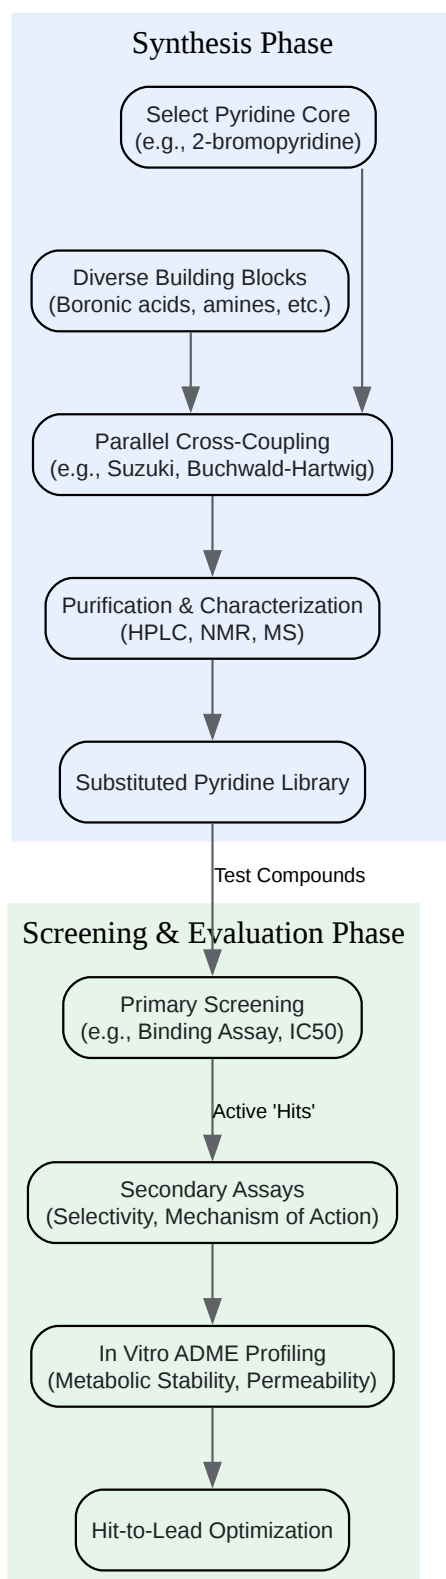 Synthesis Phase
Select Pyridine Core
(e.g., 2-bromopyridine)
Diverse Building Blocks
(Boronic acids, amines, etc.)
Parallel Cross-Coupling
(e.g., Suzuki, Buchwald-Hartwig)
Purification & Characterization
(HPLC, NMR, MS)
Substituted Pyridine Library
Test Compounds
Screening & Evaluation Phase
Primary Screening
(e.g., Binding Assay, IC50)
Active 'Hits'
Secondary Assays
(Selectivity, Mechanism of Action)
In Vitro ADME Profiling
(Metabolic Stability, Permeability)
Hit-to-Lead Optimization